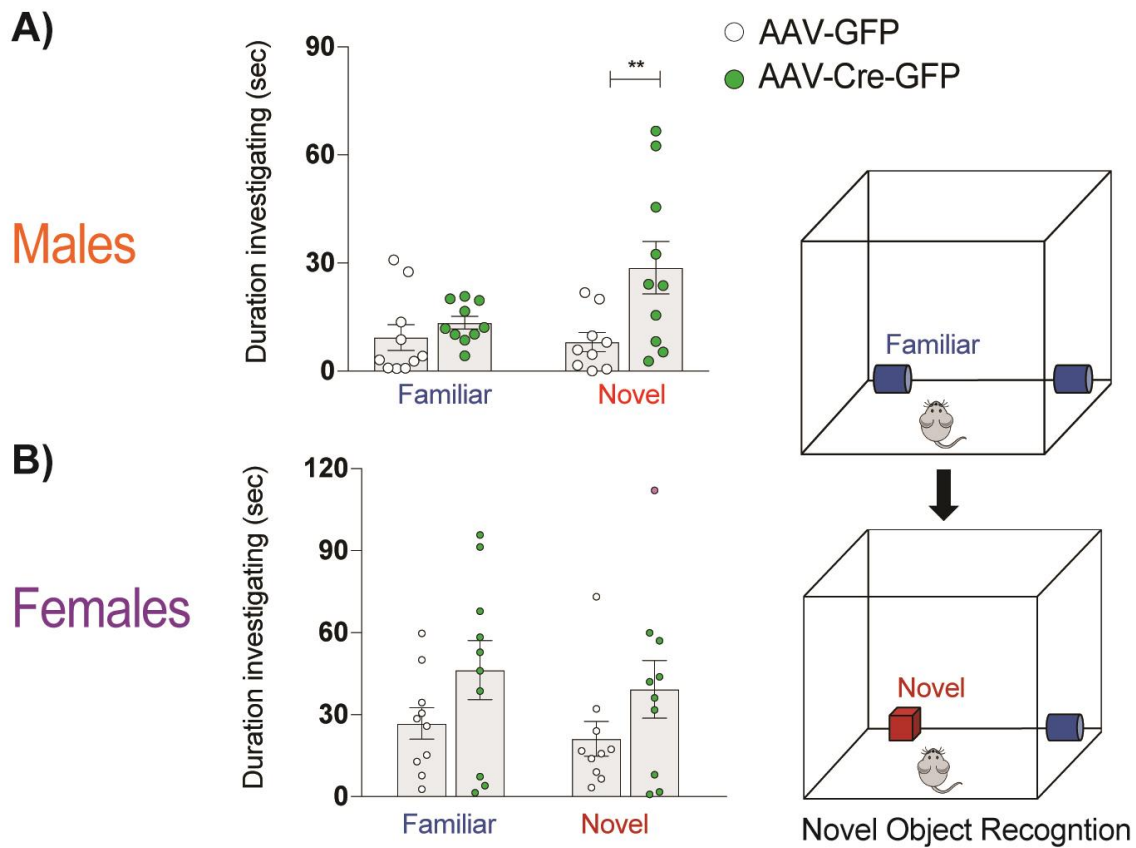 A)
AAV-GFP
AAV-Cre-GFP
Males
Duration investigating (sec)
90
60
30
0
**
Familiar
Novel
Familiar
B)
Females
Duration investigating (sec)
120
90
60
30
0
Familiar
Novel
Novel
Novel Object Recogntion